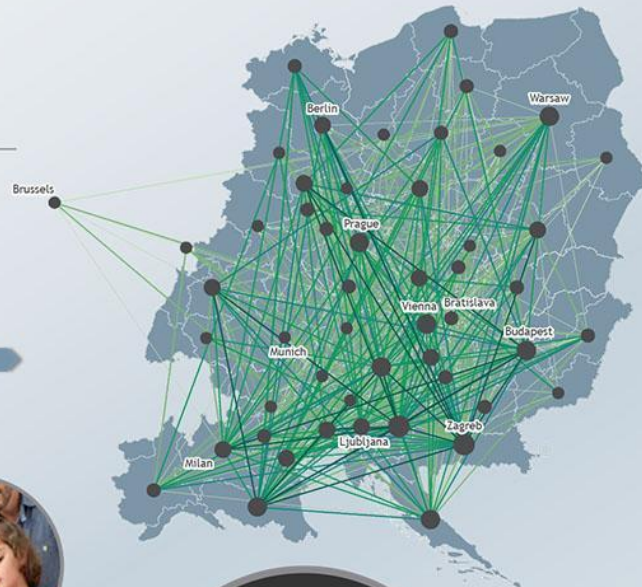 Berlin
Warsaw
Brussels
Prague
Vienna
Bratislava
Munich
Budapest
Zagreb
Ljubljana
Milan